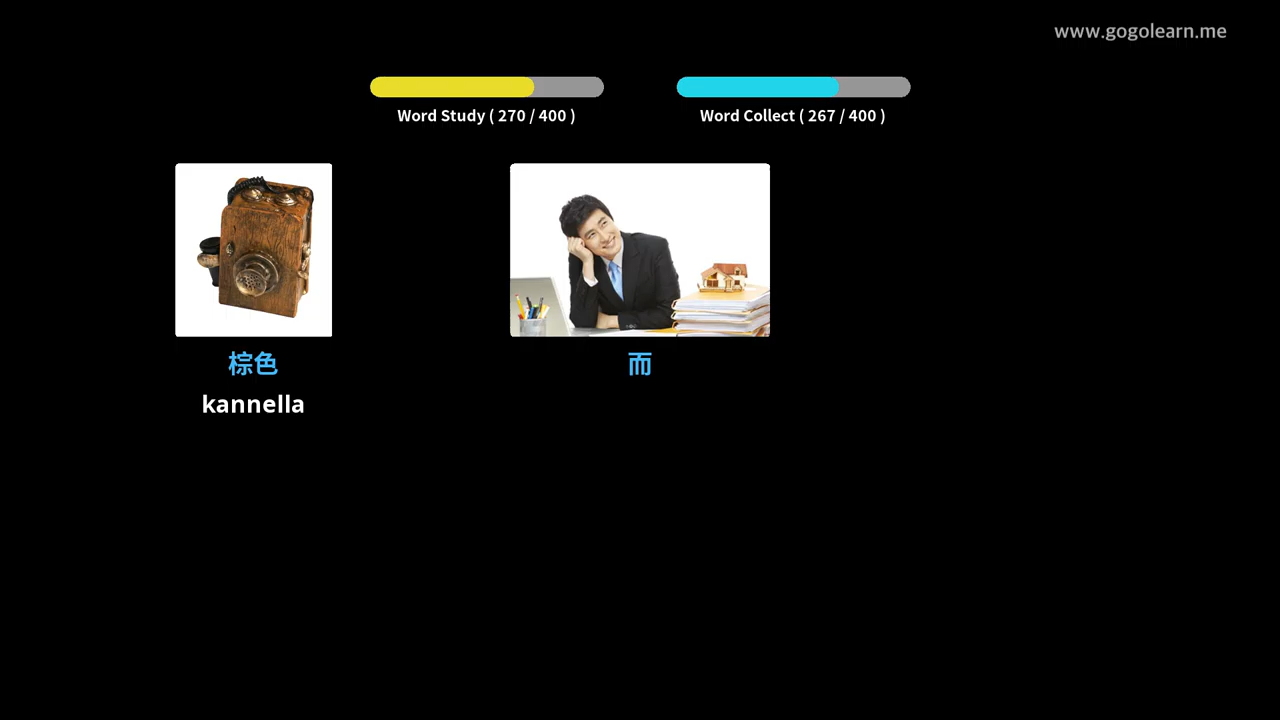 www.gogolearn.me
Word Study ( 270 / 400 )
Word Collect ( 267 / 400 )
棕色
而
kannella